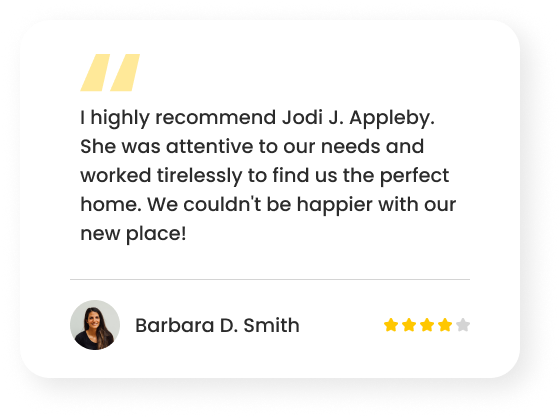 I highly recommend Jodi J. Appleby.
She was attentive to our needs and
worked tirelessly to find us the perfect
home. We couldn't be happier with our
new place!
Barbara D. Smith